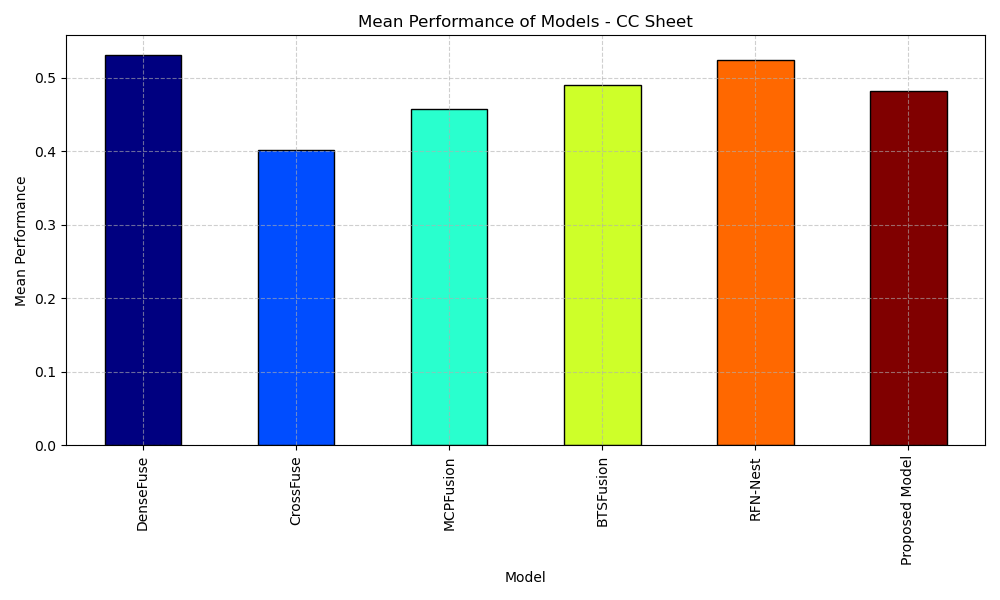 Mean Performance of Models - CC Sheet
Mean Performance
0.5
0.4
0.3
0.2
0.1
0.0
DenseFuse
CrossFuse
MCPFusion
BTSFusion
RFN-Nest
Proposed Model
Model